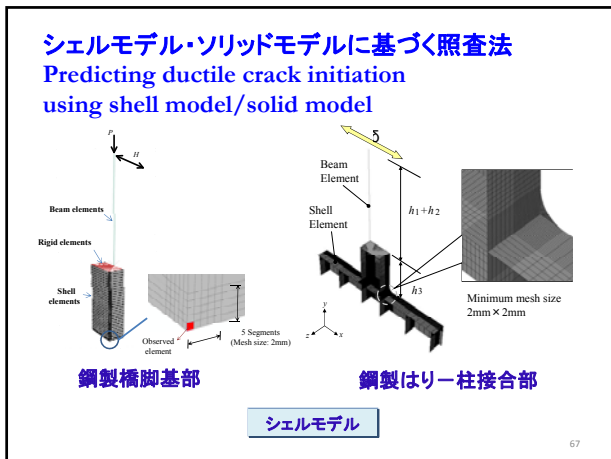 シェルモデル・ソリッドモデルに基づく照査法
Predicting ductile crack initiation
using shell model/solid model
P
H
Beam elements
Rigid elements
Shell
elements
Observed
element
5 Segments
(Mesh size: 2mm)
鋼製橋脚基部
5
Beam
Element
Shell
Element
h1+h2
h3
y
z
x
Minimum mesh size
2mm×2mm
鋼製はり－柱接合部
シェルモデル
67